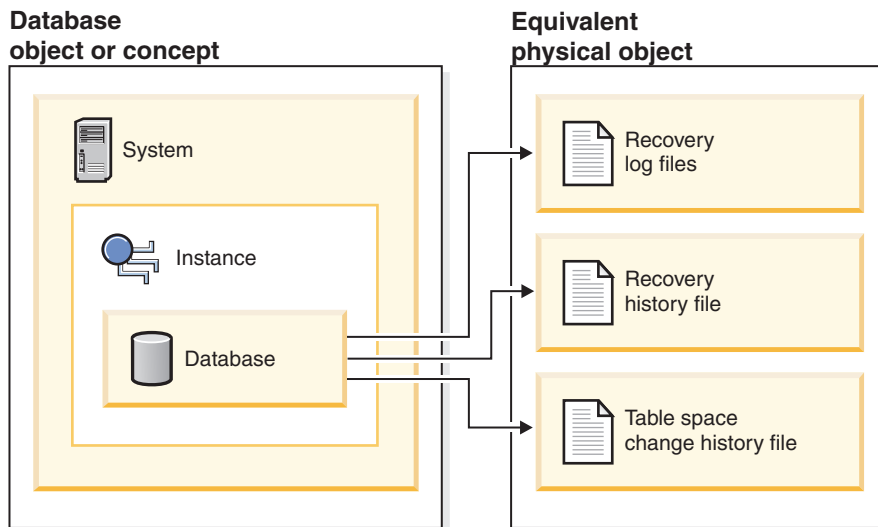 Database
object or concept
Equivalent
physical object
System
Instance
Database
Recovery
log files
Recovery
history file
Table space
change history file